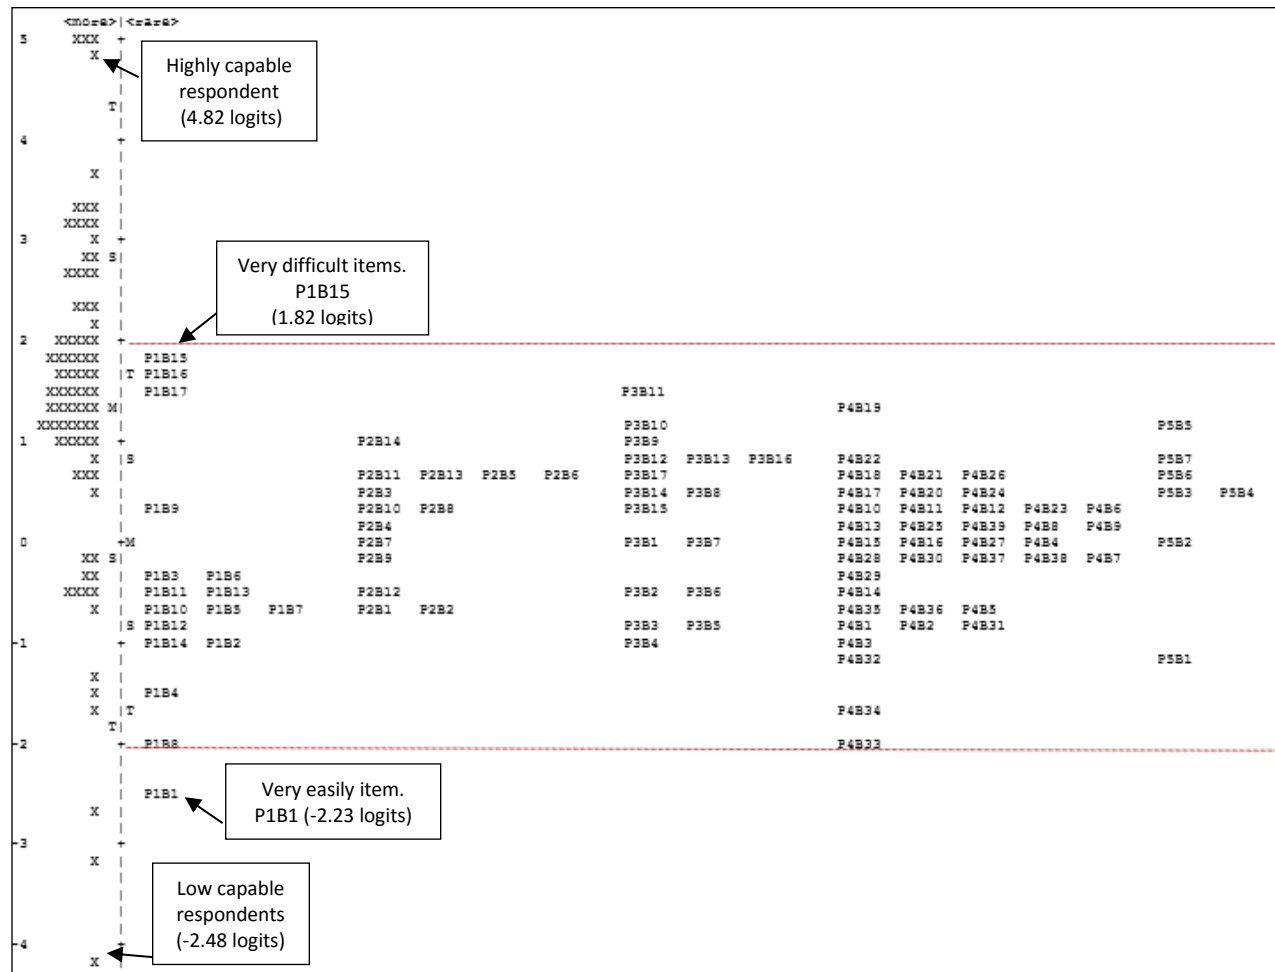 <more>|<rare>
5 XXX +
X |
Highly capable
respondent
(4.82 logits)
T|
4 +
X |
XXX |
XXXX |
3 X +
XX S|
XXXX |
Very difficult items.
P1B15
(1.82 logits)
XXX |
X |
2 XXXXX +
XXXXXX | P1B15
XXXXX |T P1B16
XXXXXX | P1B17 P3B11
XXXXXX M| P4B19
XXXXXXX | P3B10 P5B5
1 XXXXX + P2B14 P3B9
X |S P3B12 P3B13 P3B16 P4B22 P5B7
XXX | P2B11 P2B13 P2B5 P2B6 P3B17 P4B18 P4B21 P4B26 P5B6
X | P2B3 P3B14 P3B8 P4B17 P4B20 P4B24 P5B3 P5B4
| P1B9 P2B10 P2B8 P3B15 P4B10 P4B11 P4B12 P4B23 P4B6
| P2B4 P4B13 P4B25 P4B39 P4B8 P4B9
0 +M P2B7 P3B1 P3B7 P4B15 P4B16 P4B27 P4B4 P5B2
XX S| P2B9 P4B28 P4B30 P4B37 P4B38 P4B7
XX | P1B3 P1B6 P4B29
XXXX | P1B11 P1B13 P2B12 P3B2 P3B6 P4B14
X | P1B10 P1B5 P1B7 P2B1 P2B2 P4B35 P4B36 P4B5
|S P1B12 P3B3 P3B5 P4B1 P4B2 P4B31
-1 + P1B14 P1B2 P3B4 P4B3
| P4B32 P5B1
X |
X | P1B4
X |T P4B34
T|
-2 + P1B8 P4B33
| P1B1
X |
Very easily item.
P1B1 (-2.23 logits)
-3 +
X |
Low capable
respondents
(-2.48 logits)
-4 +
X |